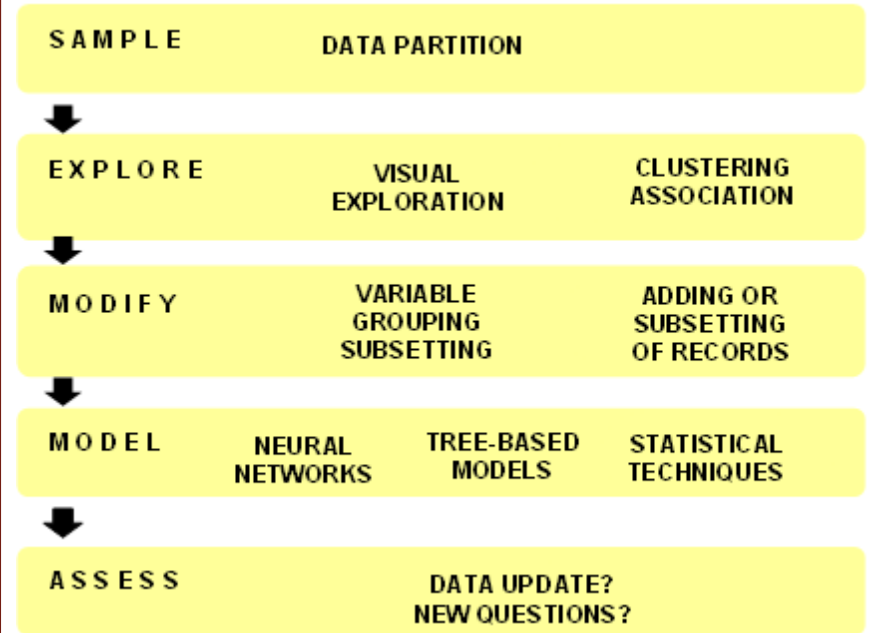 SAMPLE
DATA PARTITION
EXPLORE
VISUAL
EXPLORATION
CLUSTERING
ASSOCIATION
MODIFY
VARIABLE
GROUPING
SUBSETTING
ADDING OR
SUBSETTING
OF RECORDS
MODEL
NEURAL
NETWORKS
TREE-BASED
MODELS
STATISTICAL
TECHNIQUES
ASSESS
DATA UPDATE?
NEW QUESTIONS?